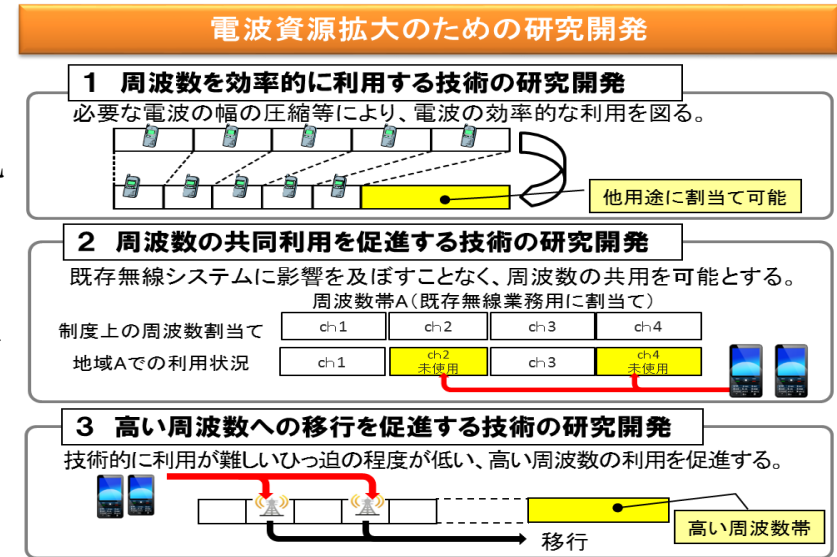 電波資源拡大のための研究開発
1 周波数を効率的に利用する技術の研究開発
必要な電波の幅の圧縮等により、電波の効率的な利用を図る。
他用途に割当て可能
2 周波数の共同利用を促進する技術の研究開発
既存無線システムに影響を及ぼすことなく、周波数の共用を可能とする。
周波数帯A(既存無線業務用に割当て)
制度上の周波数割当て ch1 ch2 ch3 ch4
地域Aでの利用状況 ch1 ch2 未使用 ch3 ch4 未使用
3 高い周波数への移行を促進する技術の研究開発
技術的に利用が難しいひっ迫の程度が低い、高い周波数の利用を促進する。
高い周波数帯
移行